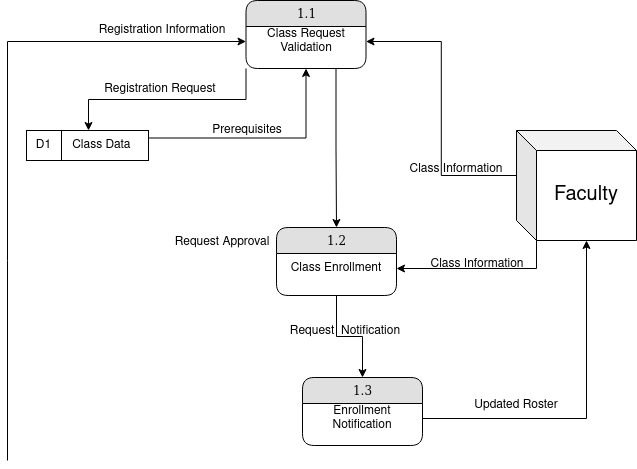 1.1
Registration Information
Class Request
Validation
Registration Request
Prerequisites
D1
Class Data
Class Information
Faculty
1.2
Request Approval
Class Enrollment
Class Information
Request Notification
1.3
Enrollment
Notification
Updated Roster